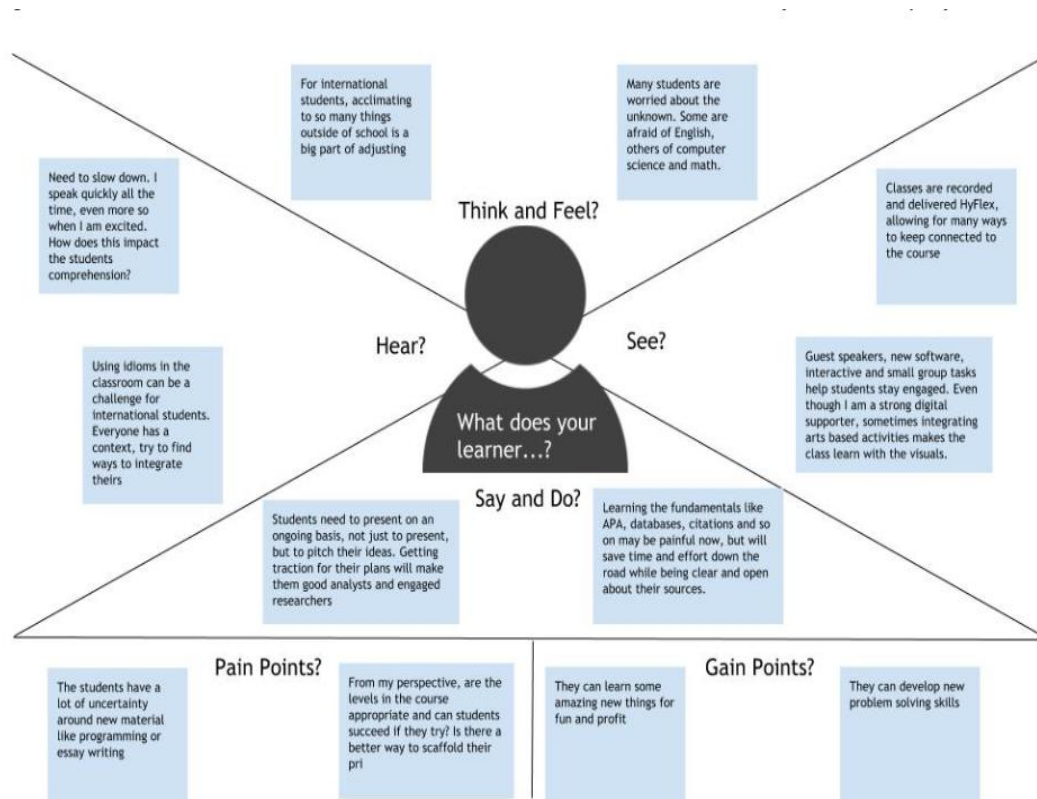 For international
students, acclimating
to so many things
outside of school is a
big part of adjusting
Many students are
worried about the
unknown. Some are
afraid of English,
others of computer
science and math.
Need to slow down. I
speak quickly all the
time, even more so
when I am excited.
How does this impact
the students
comprehension?
Think and Feel?
Classes are recorded
and delivered HyFlex,
allowing for many ways
to keep connected to
the course
Hear?
See?
Using idioms in the
classroom can be a
challenge for
international students.
Everyone has a
context, try to find
ways to integrate
theirs
What does your
learner...?
Guest speakers, new software,
interactive and small group tasks
help students stay engaged. Even
though I am a strong digital
supporter, sometimes integrating
arts based activities makes the
class learn with the visuals.
Say and Do?
Students need to present on an
ongoing basis, not just to present,
but to pitch their ideas. Getting
traction for their plans will make
them good analysts and engaged
researchers
Learning the fundamentals like
APA, databases, citations and so
on may be painful now, but will
save time and effort down the
road while being clear and open
about their sources.
Pain Points?
The students have a
lot of uncertainty
around new material
like programming or
essay writing
From my perspective, are the
levels in the course
appropriate and can students
succeed if they try? Is there a
better way to scaffold their
pri
Gain Points?
They can learn some
amazing new things for
fun and profit
They can develop new
problem solving skills